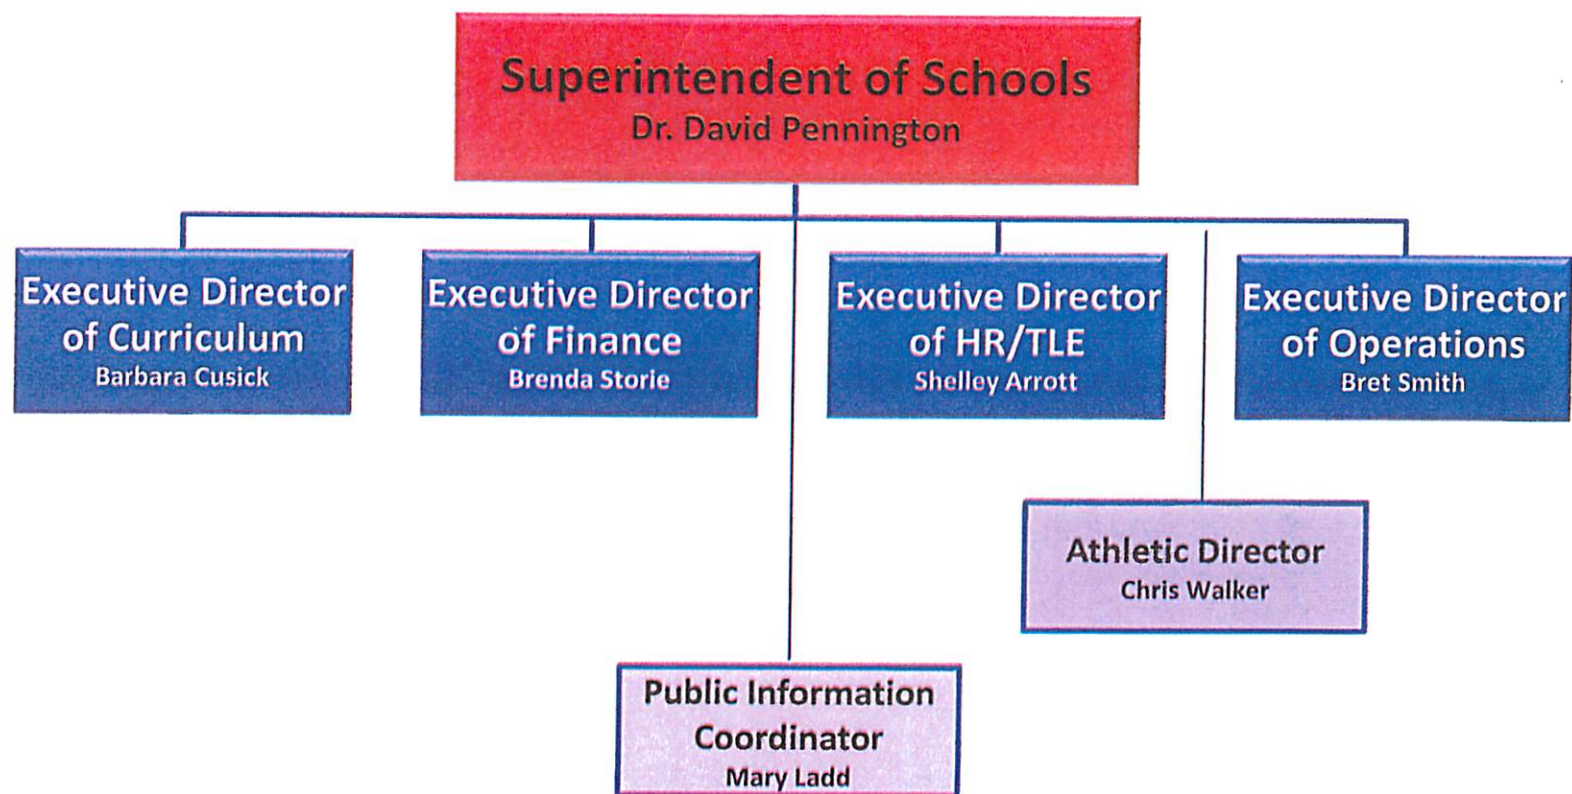 Superintendent of Schools
Dr. David Pennington
Executive Director
of Curriculum
Barbara Cusick
Executive Director
of Finance
Brenda Storie
Executive Director
of HR/TLE
Shelley Arrott
Executive Director
of Operations
Bret Smith
Athletic Director
Chris Walker
Public Information
Coordinator
Mary Ladd